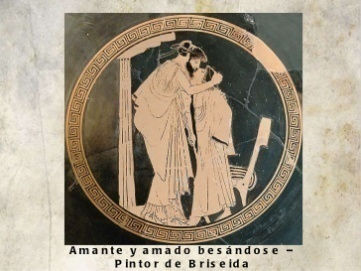 Amante y amado besándose –
Pintor de Briseida